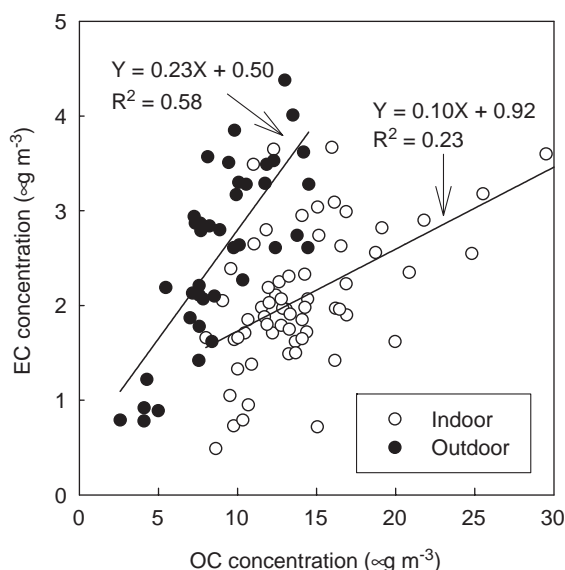 5
4
3
2
1
0
0
5
10
15
20
25
30
EC concentration (∝g m-3)
OC concentration (∝g m-3)
Y = 0.23X + 0.50
R2 = 0.58
Y = 0.10X + 0.92
R2 = 0.23
Indoor
Outdoor